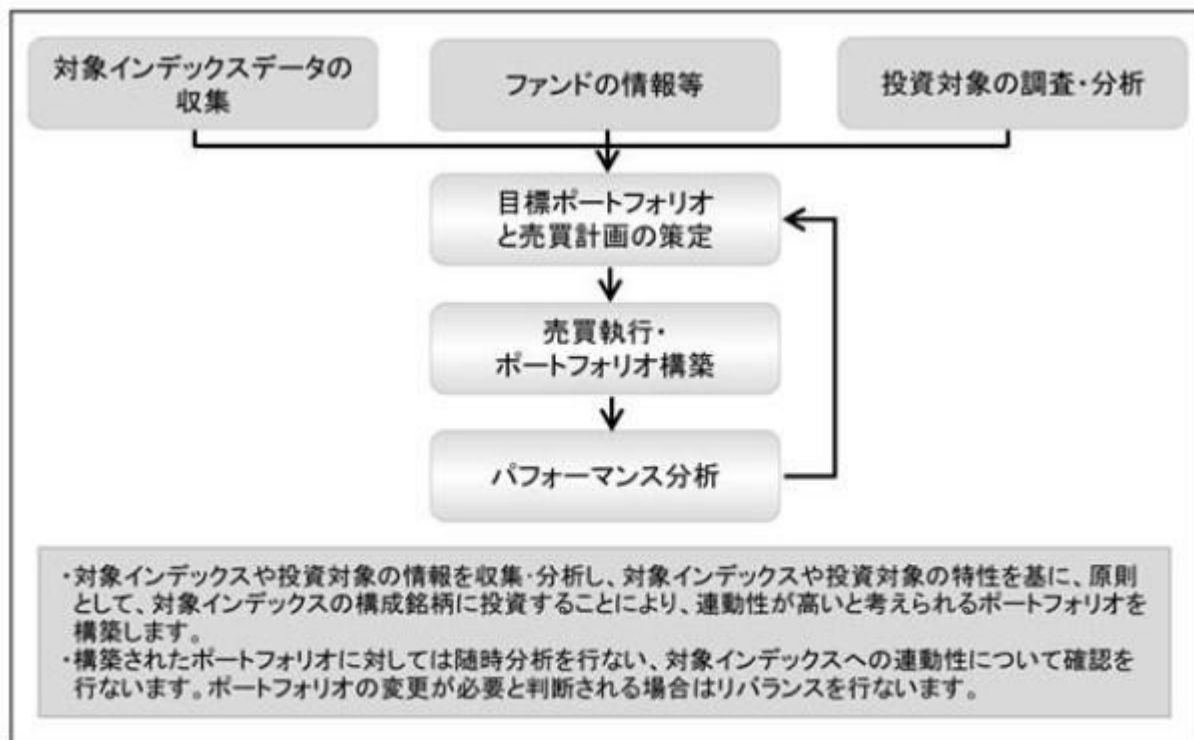 対象インデックスデータの
収集
ファンドの情報等
投資対象の調査・分析
目標ポートフォリオ
と売買計画の策定
売買執行・
ポートフォリオ構築
パフォーマンス分析
・対象インデックスや投資対象の情報を収集・分析し、対象インデックスや投資対象の特性を基に、原則
として、対象インデックスの構成銘柄に投資することにより、連動性が高いと考えられるポートフォリオを
構築します。
・構築されたポートフォリオに対しては随時分析を行ない、対象インデックスへの連動性について確認を
行ないます。ポートフォリオの変更が必要と判断される場合はリバランスを行ないます。